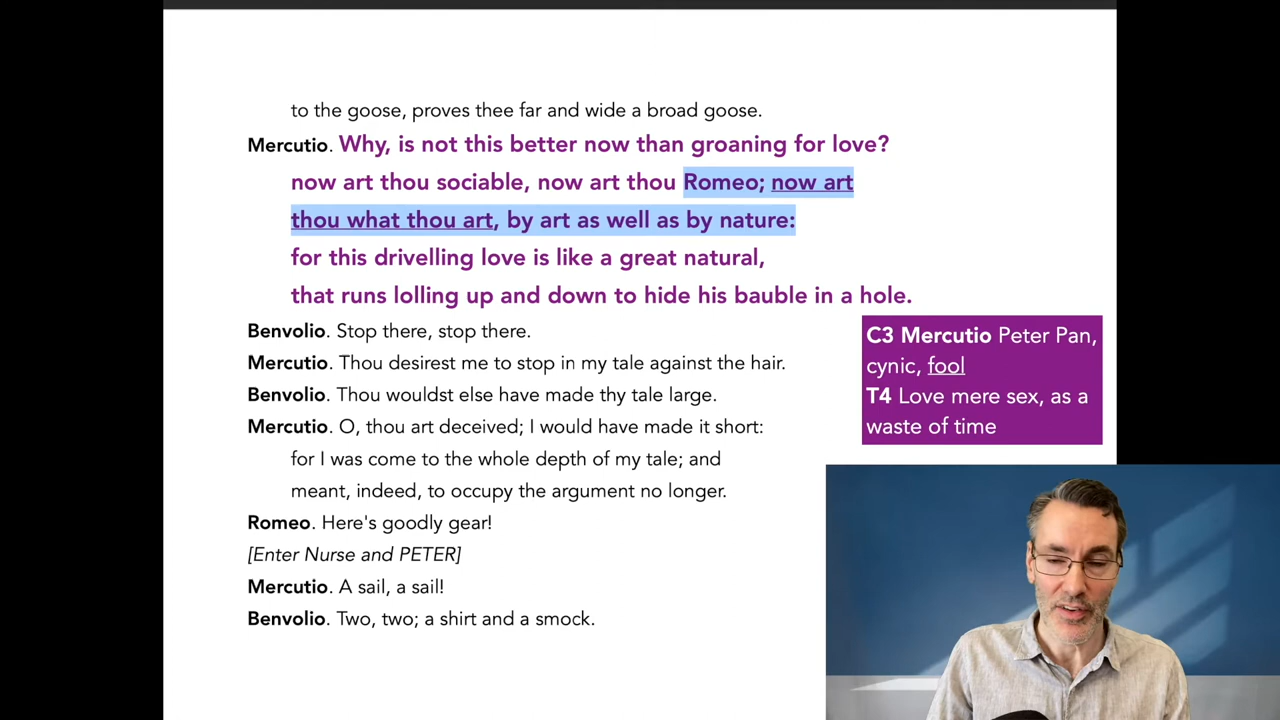 to the goose, proves thee far and wide a broad goose.
Mercutio. Why, is not this better now than groaning for love?
now art thou sociable, now art thou Romeo; now art
thou what thou art, by art as well as by nature:
for this drivelling love is like a great natural,
that runs lolling up and down to hide his bauble in a hole.
Benvolio. Stop there, stop there.
Mercutio. Thou desirest me to stop in my tale against the hair.
Benvolio. Thou wouldst else have made thy tale large.
Mercutio. O, thou art deceived; I would have made it short:
for I was come to the whole depth of my tale; and
meant, indeed, to occupy the argument no longer.
Romeo. Here's goodly gear!
[Enter Nurse and PETER]
Mercutio. A sail, a sail!
Benvolio. Two, two; a shirt and a smock.
C3 Mercutio Peter Pan,
cynic, fool
T4 Love mere sex, as a
waste of time